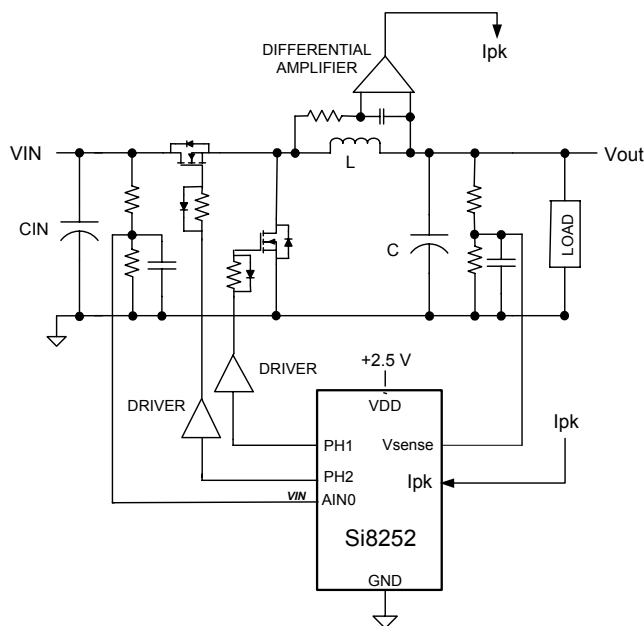 DIFFERENTIAL
AMPLIFIER
Ipk
VIN
L
Vout
CIN
C
LOAD
DRIVER
+2.5 V
DRIVER
VDD
PH1
Vsense
Ipk
PH2
Ipk
VIN
AIN0
Si8252
GND